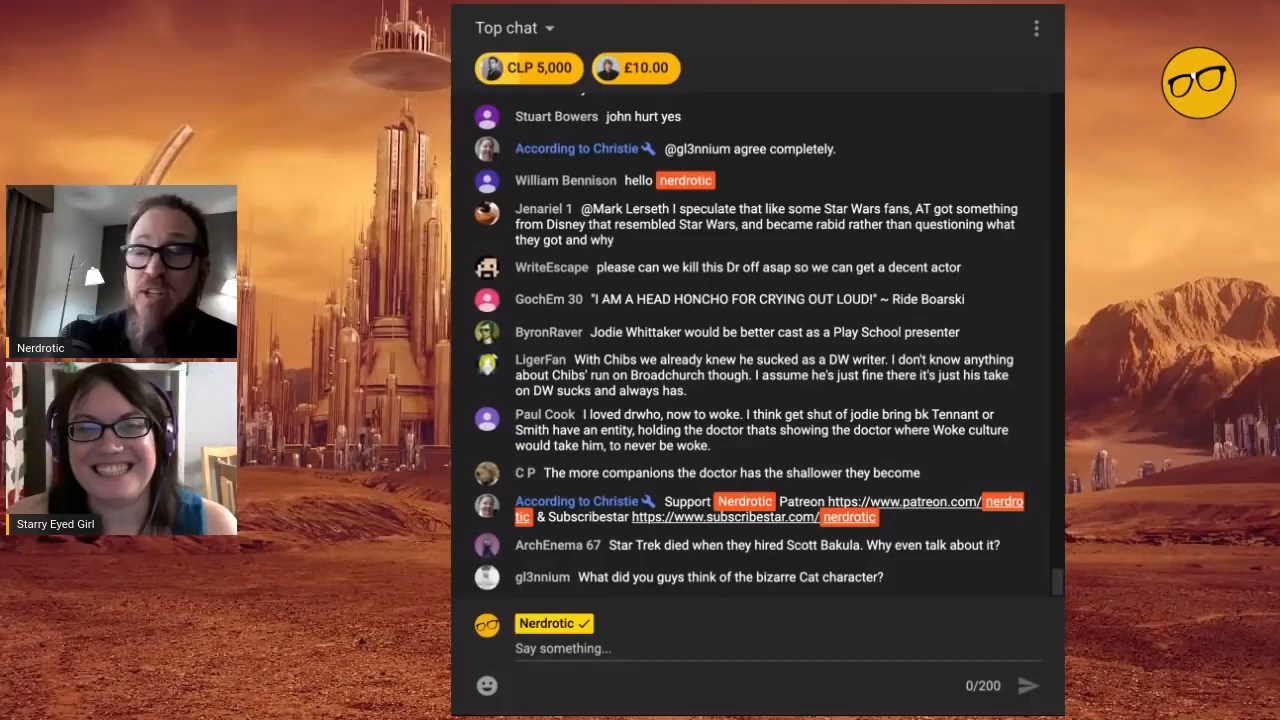 Top chat
CLP 5,000
£10.00
Stuart Bowers john hurt yes
According to Christie @gl3nnium agree completely.
William Bennison hello nerdrotic
Jenariel 1 @Mark Lerseth I speculate that like some Star Wars fans, AT got something
from Disney that resembled Star Wars, and became rabid rather than questioning what
they got and why
WriteEscape please can we kill this Dr off asap so we can get a decent actor
GochEm 30 "I AM A HEAD HONCHO FOR CRYING OUT LOUD!" ~ Ride Boarski
ByronRaver Jodie Whittaker would be better cast as a Play School presenter
LigerFan With Chibs we already knew he sucked as a DW writer. I don't know anything
about Chibs' run on Broadchurch though. I assume he's just fine there it's just his take
on DW sucks and always has.
Paul Cook I loved drwho, now to woke. I think get shut of jodie bring bk Tennant or
Smith have an entity, holding the doctor thats showing the doctor where Woke culture
would take him, to never be woke.
C P The more companions the doctor has the shallower they become
According to Christie Support Nerdrotic Patreon https://www.patreon.com/nerdro
tic & Subscribestar https://www.subscribestar.com/nerdrotic
ArchEnema 67 Star Trek died when they hired Scott Bakula. Why even talk about it?
gl3nnium What did you guys think of the bizarre Cat character?
Nerdrotic
Say something...
0/200
Nerdrotic
Starry Eyed Girl